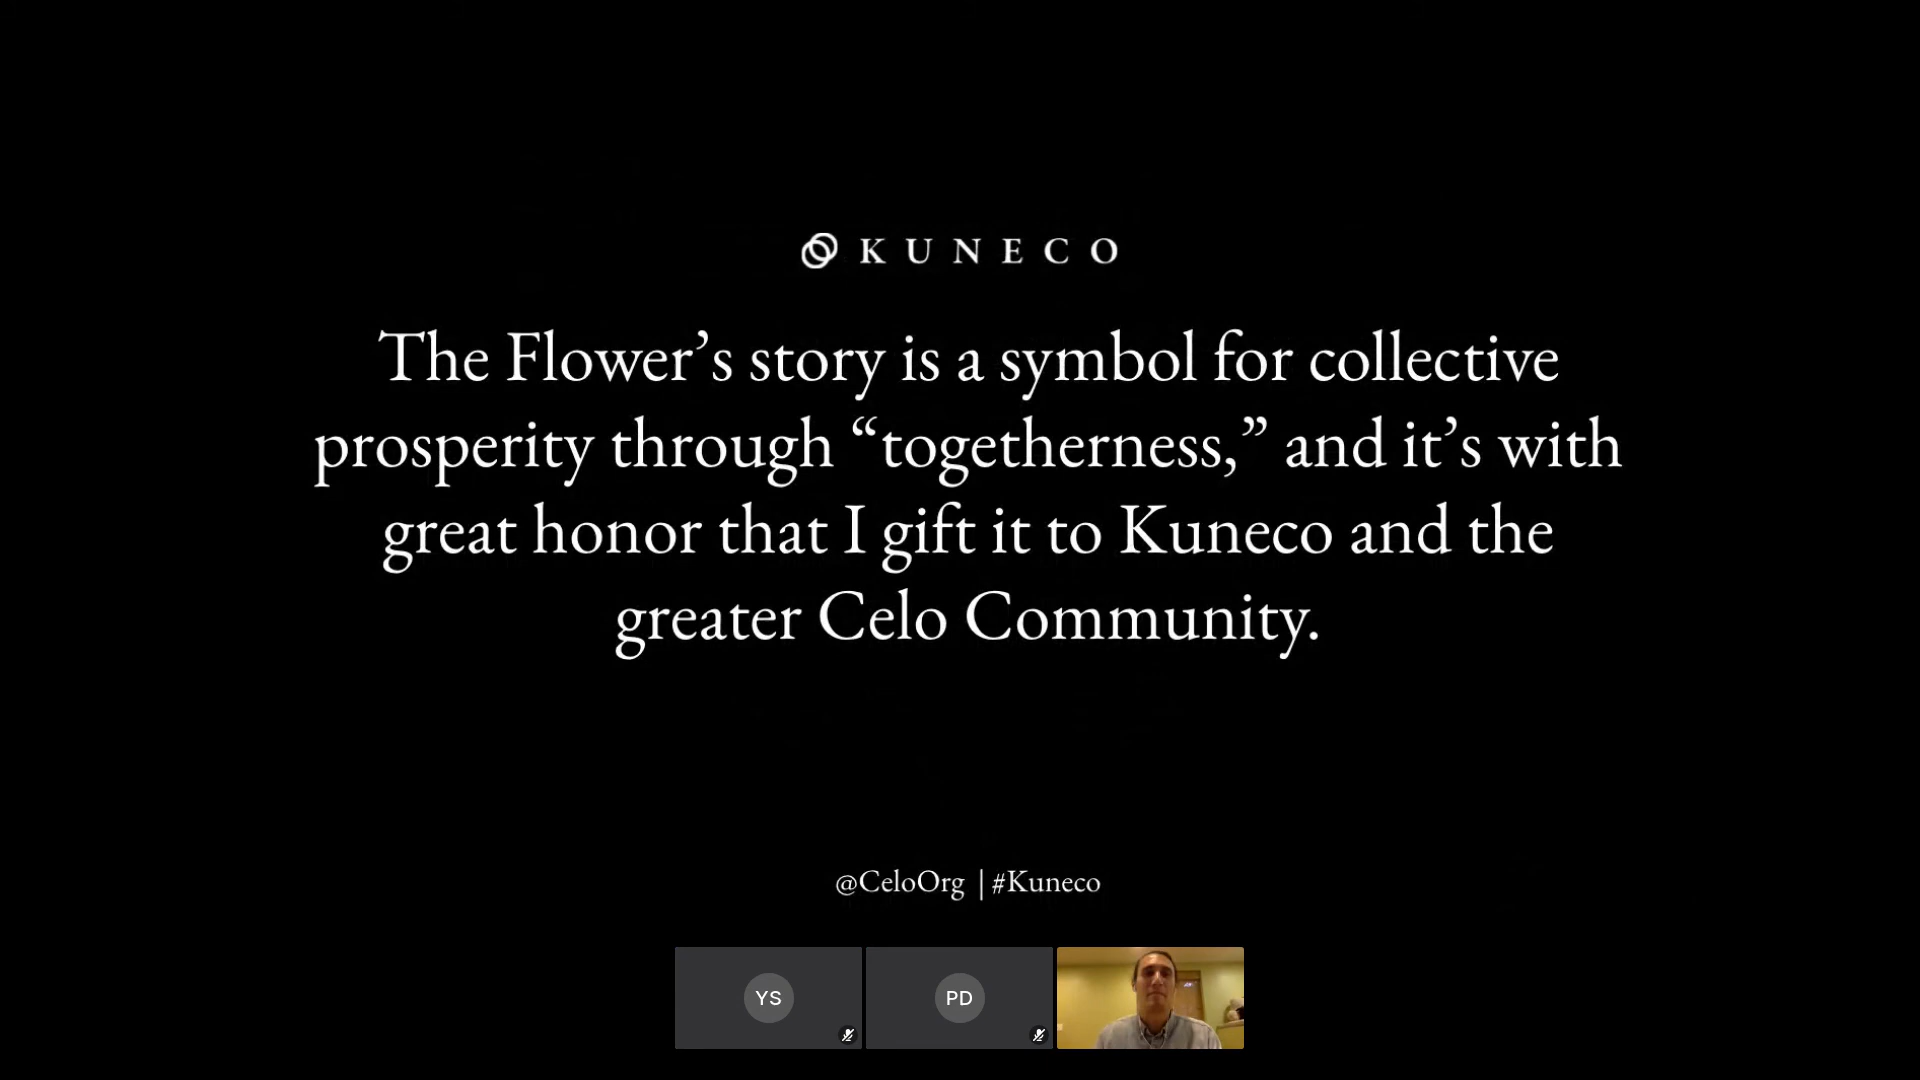 KUNECO
The Flower’s story is a symbol for collective
prosperity through “togetherness,” and it’s with
great honor that I gift it to Kuneco and the
greater Celo Community.
@CeloOrg | #Kuneco
YS
PD